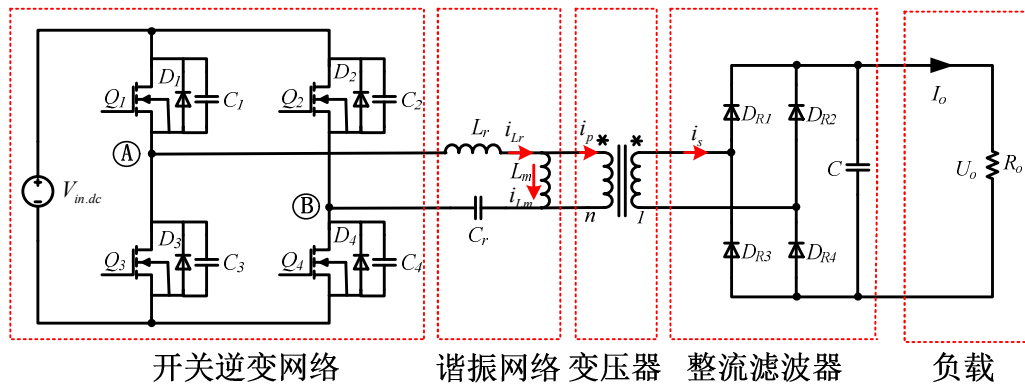 D1
D2
Q1
C1
Q2
C2
Lr
iLr
ip
*
*
is
DR1
DR2
Io
A
Lm
C
Uo
Ro
+
Vin.dc
-
B
iLm
Cr
n
1
D3
D4
Q3
C3
Q4
C4
DR3
DR4
开关逆变网络
谐振网络
变压器
整流滤波器
负载